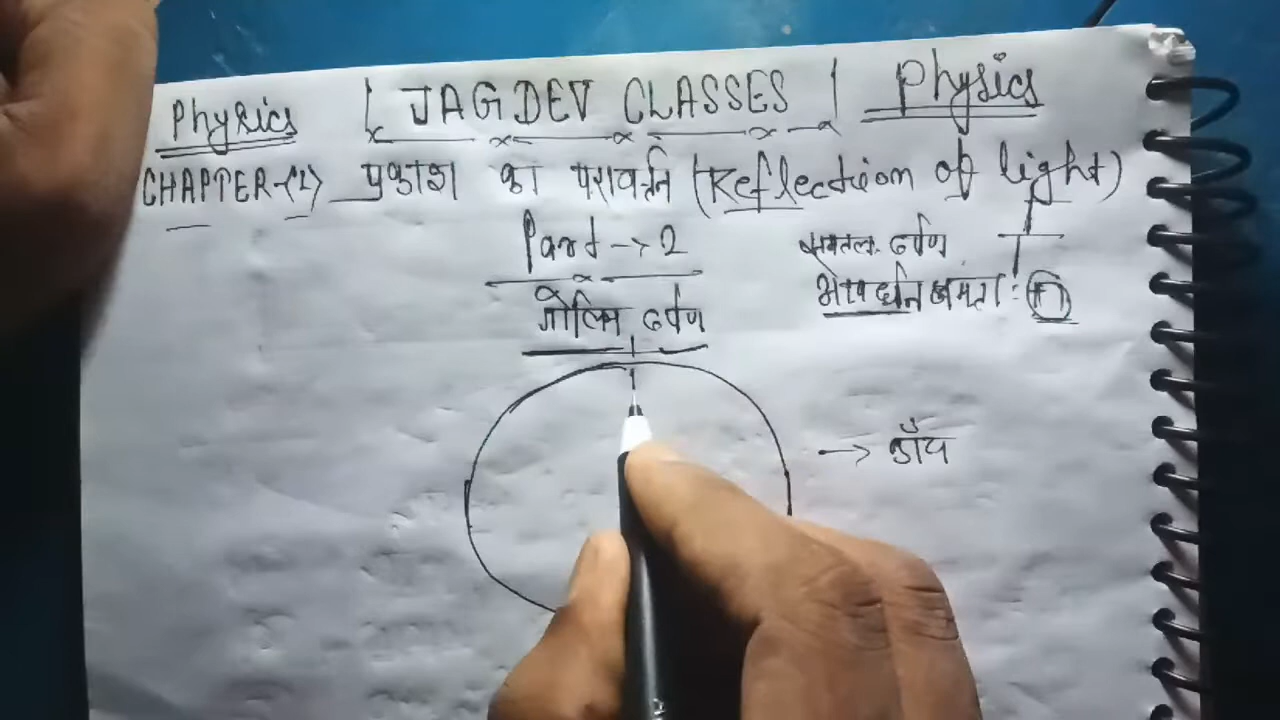 Physics | JAGDEV CLASSES | Physics
CHAPTER-(1) प्रकाश का परावर्तन (Reflection of light)
Part → 2
समतल दर्पण
गोलिय दर्पण
क्षमता :
→ काँच